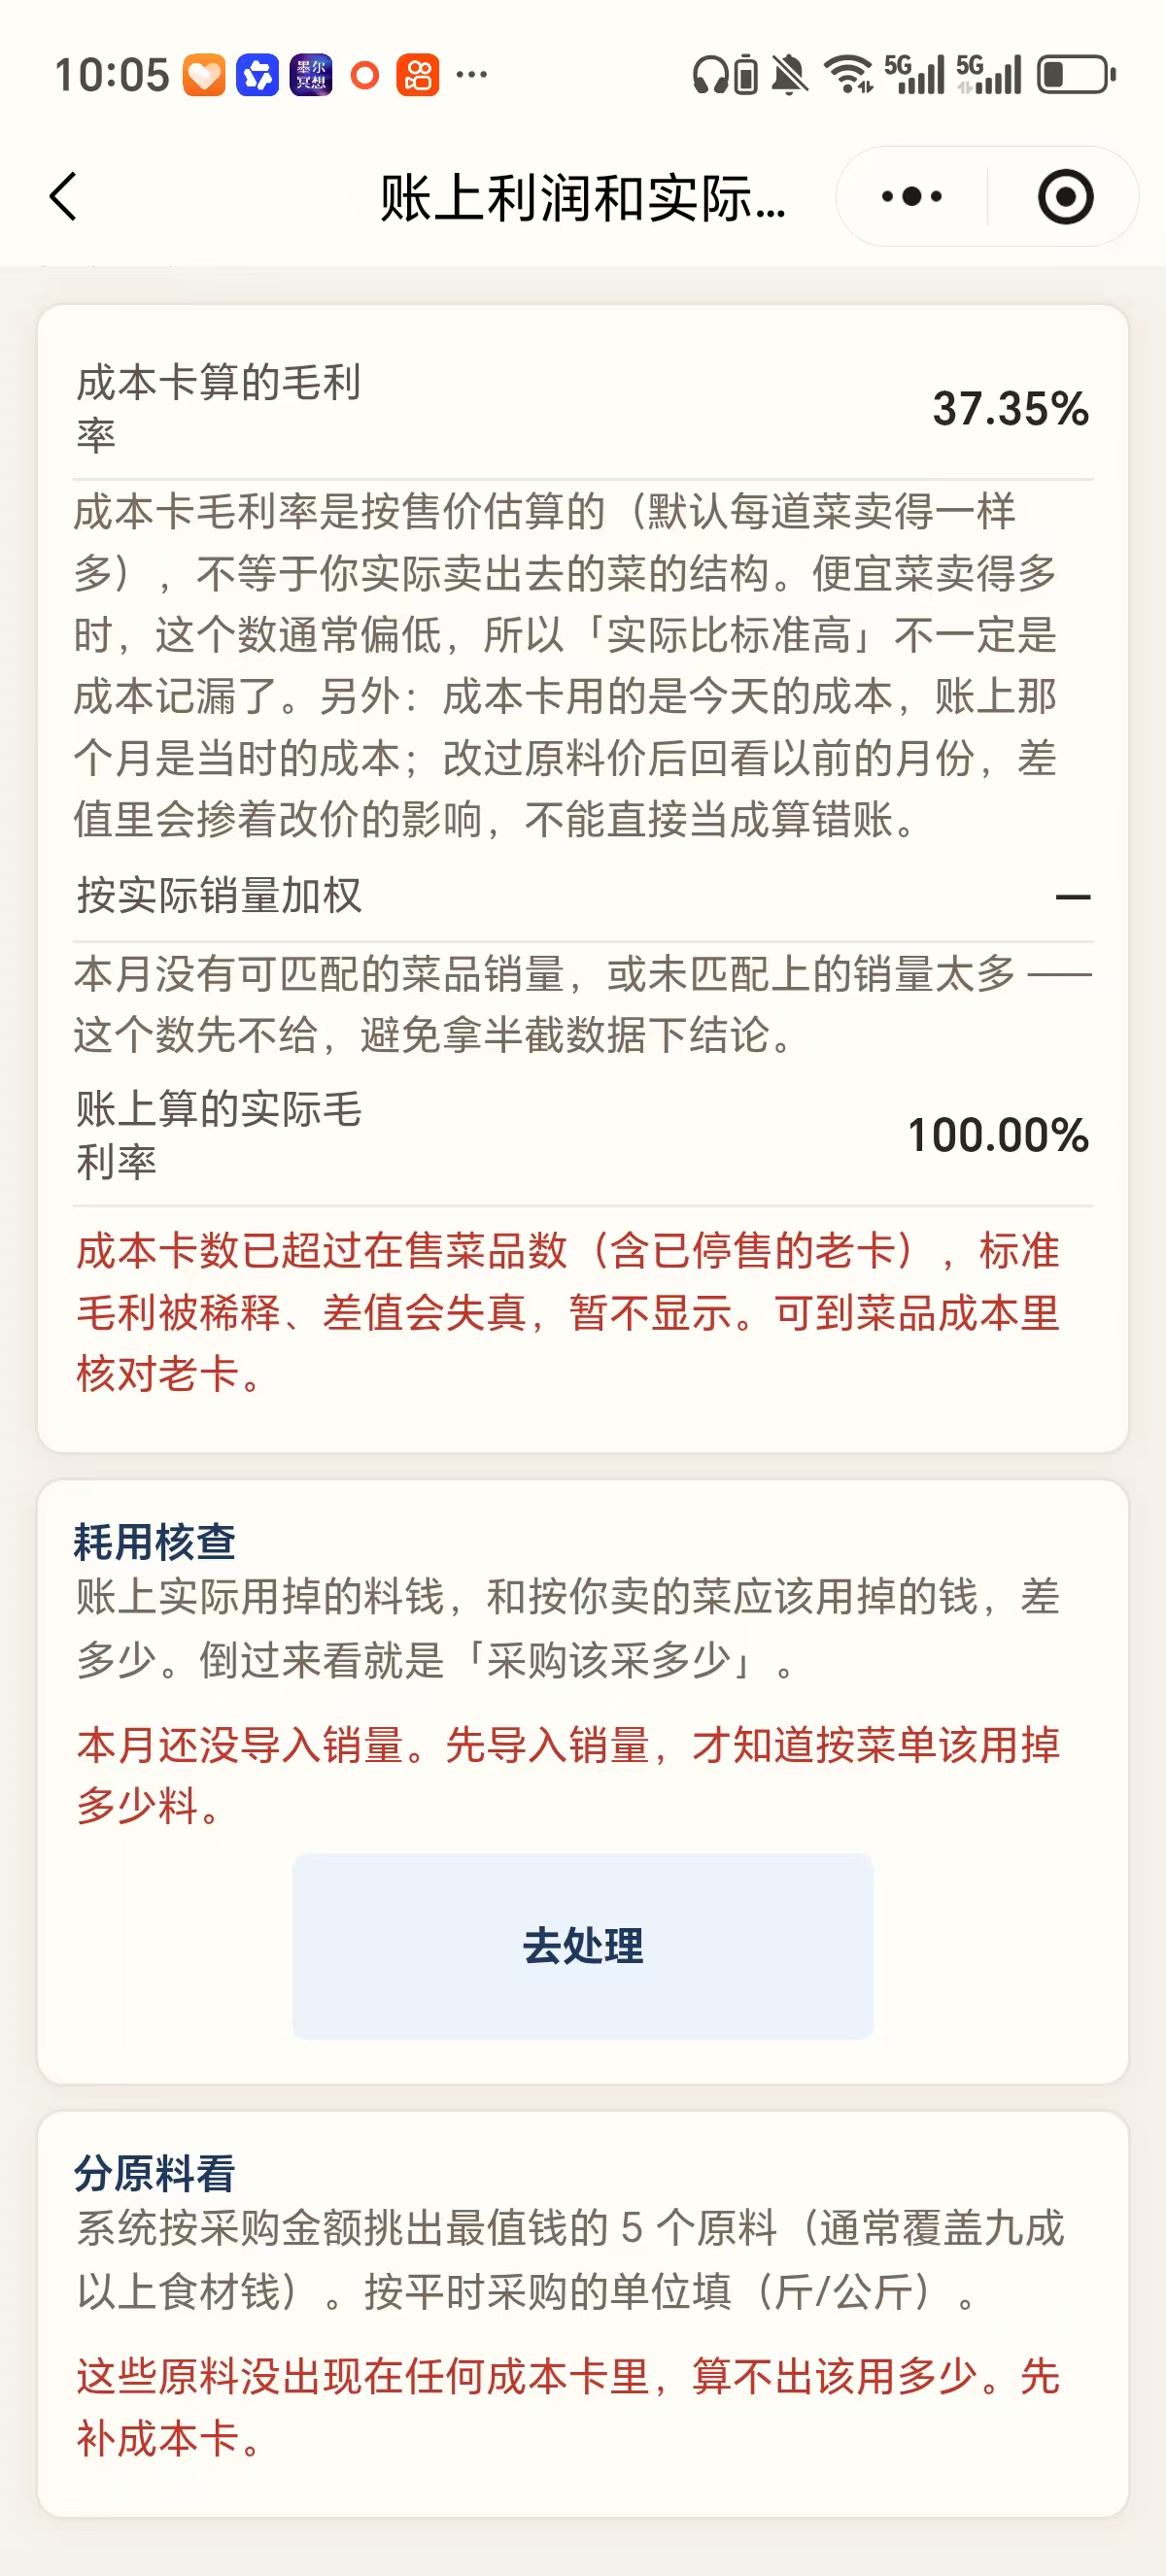 10:05
墨尔
冥想
5G
5G
账上利润和实际...
成本卡算的毛利
率
37.35%
成本卡毛利率是按售价估算的（默认每道菜卖得一样
多），不等于你实际卖出去的菜的结构。便宜菜卖得多
时，这个数通常偏低，所以「实际比标准高」不一定是
成本记漏了。另外：成本卡用的是今天的成本，账上那
个月是当时的成本；改过原料价后回看以前的月份，差
值里会掺着改价的影响，不能直接当成算错账。
按实际销量加权
—
本月没有可匹配的菜品销量，或未匹配上的销量太多 ——
这个数先不给，避免拿半截数据下结论。
账上算的实际毛
利率
100.00%
成本卡数已超过在售菜品数（含已停售的老卡），标准
毛利被稀释、差值会失真，暂不显示。可到菜品成本里
核对老卡。
耗用核查
账上实际用掉的料钱，和按你卖的菜应该用掉的钱，差
多少。倒过来看就是「采购该采多少」。
本月还没导入销量。先导入销量，才知道按菜单该用掉
多少料。
去处理
分原料看
系统按采购金额挑出最值钱的 5 个原料（通常覆盖九成
以上食材钱）。按平时采购的单位填（斤/公斤）。
这些原料没出现在任何成本卡里，算不出该用多少。先
补成本卡。